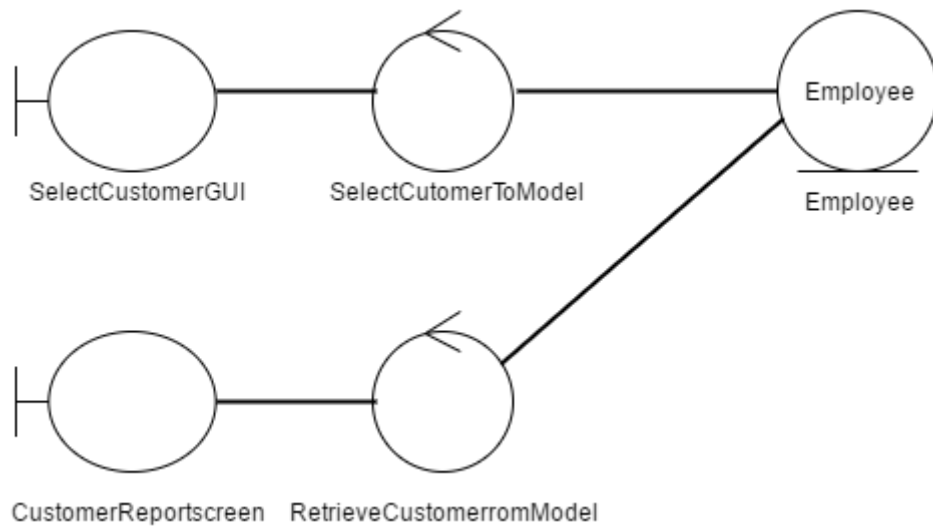 Employee
SelectCustomerGUI
SelectCutomerToModel
Employee
CustomerReportscreen
RetrieveCustomerromModel